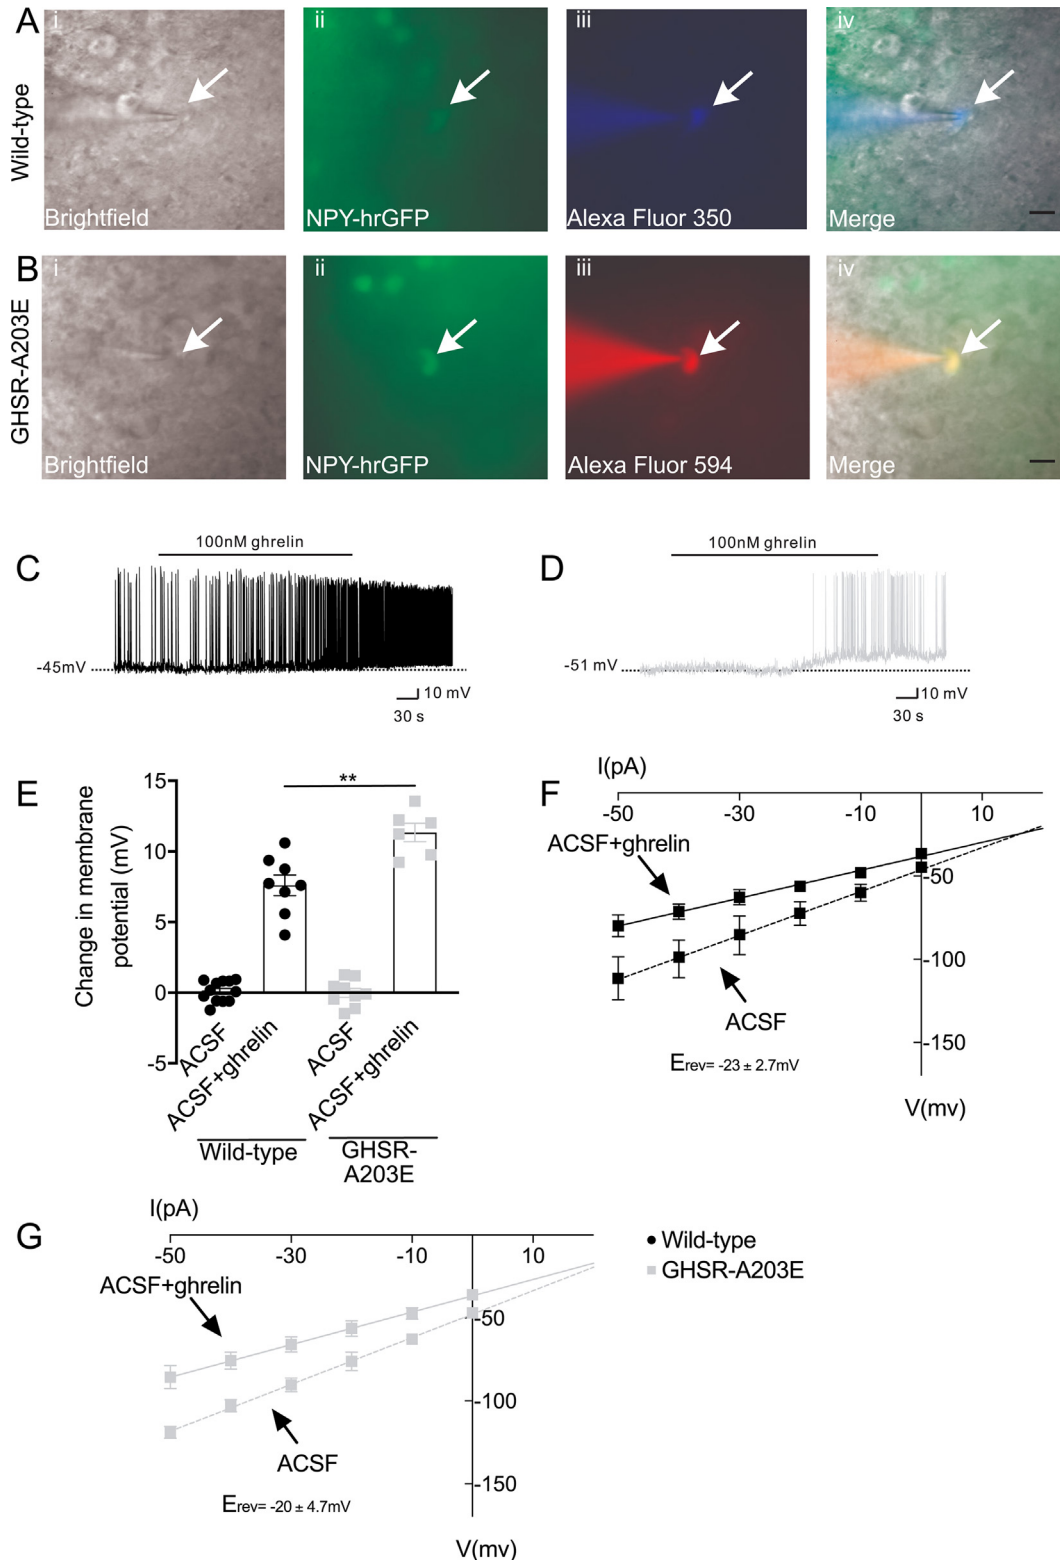 A
Wild-type
i
Brightfield
ii
NPY-hrGFP
iii
Alexa Fluor 350
iv
Merge
B
GHSR-A203E
i
Brightfield
ii
NPY-hrGFP
iii
Alexa Fluor 594
iv
Merge
C
100nM ghrelin
-45mV
10 mV
30 s
D
100nM ghrelin
-51 mV
10 mV
30 s
E
Change in membrane
potential (mV)
15
10
5
0
-5
**
ACSF
ACSF+ghrelin
ACSF
ACSF+ghrelin
Wild-type
GHSR-
A203E
F
I(pA)
-50
-30
-10
10
ACSF+ghrelin
-50
-100
-150
ACSF
Erev= -23 ± 2.7mV
V(mv)
G
I(pA)
-50
-30
-10
10
ACSF+ghrelin
-50
-100
-150
ACSF
Erev= -20 ± 4.7mV
V(mv)
Wild-type
GHSR-A203E